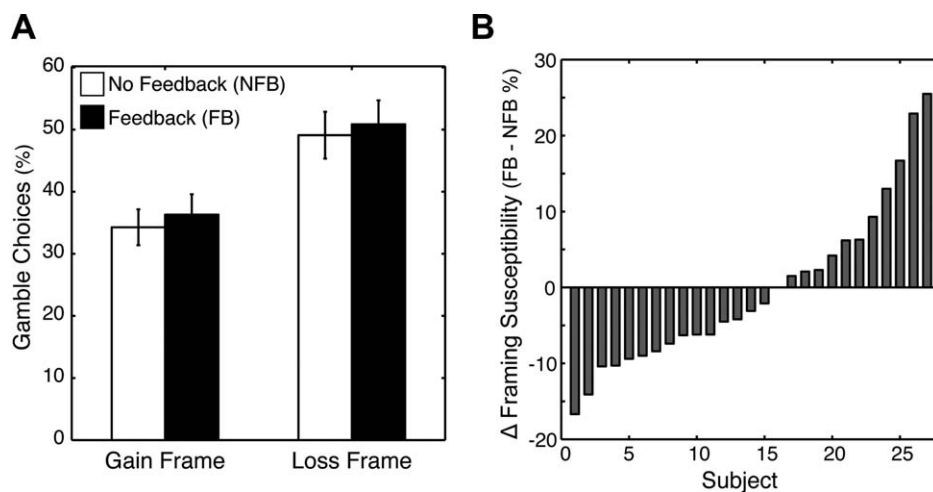 A
Gamble Choices (%)
60
50
40
30
20
10
0
No Feedback (NFB)
Feedback (FB)
Gain Frame
Loss Frame
B
Δ Framing Susceptibility (FB - NFB %)
30
20
10
0
-10
-20
0
5
10
15
20
25
Subject